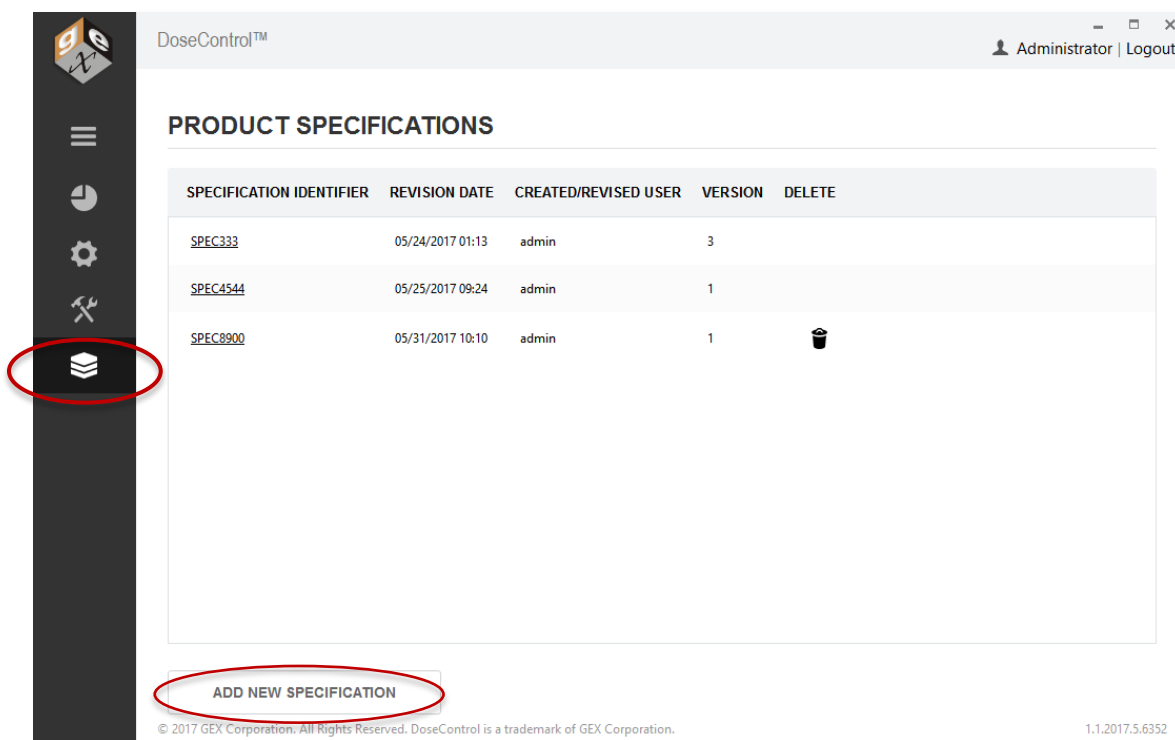 gex
DoseControl™
Administrator | Logout
PRODUCT SPECIFICATIONS
SPECIFICATION IDENTIFIER REVISION DATE CREATED/REVISED USER VERSION DELETE
SPEC333 05/24/2017 01:13 admin 3
SPEC4544 05/25/2017 09:24 admin 1
SPEC8900 05/31/2017 10:10 admin 1
ADD NEW SPECIFICATION
© 2017 GEX Corporation. All Rights Reserved. DoseControl is a trademark of GEX Corporation. 1.1.2017.5.6352